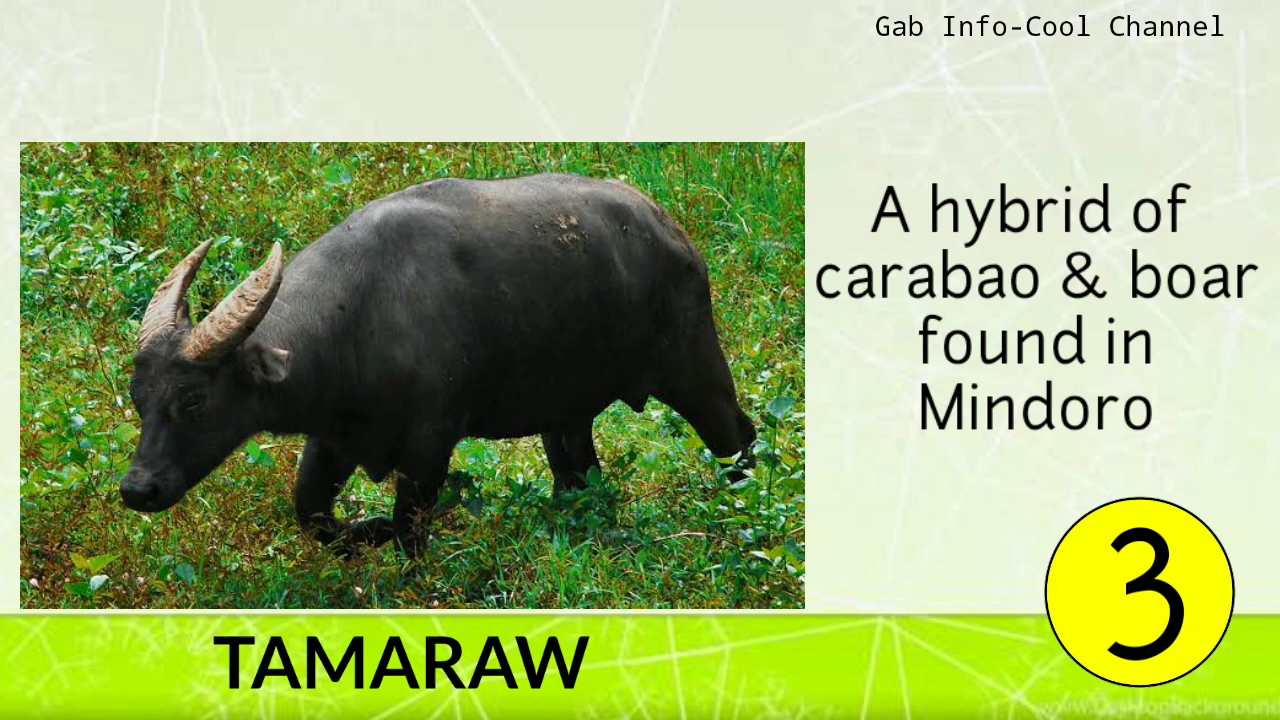 Gab Info-Cool Channel
A hybrid of
carabao & boar
found in
Mindoro
3
TAMARAW